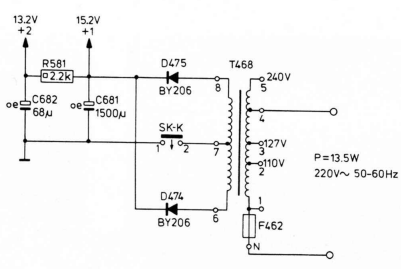 13.2V
+2
15.2V
+1
R581
2.2k
C682
68µ
C681
1500µ
D475
BY206
T468
8
5
240V
4
SK-K
1
2
7
3
127V
110V
2
P=13.5W
220V~ 50-60Hz
D474
BY206
6
1
F462
N